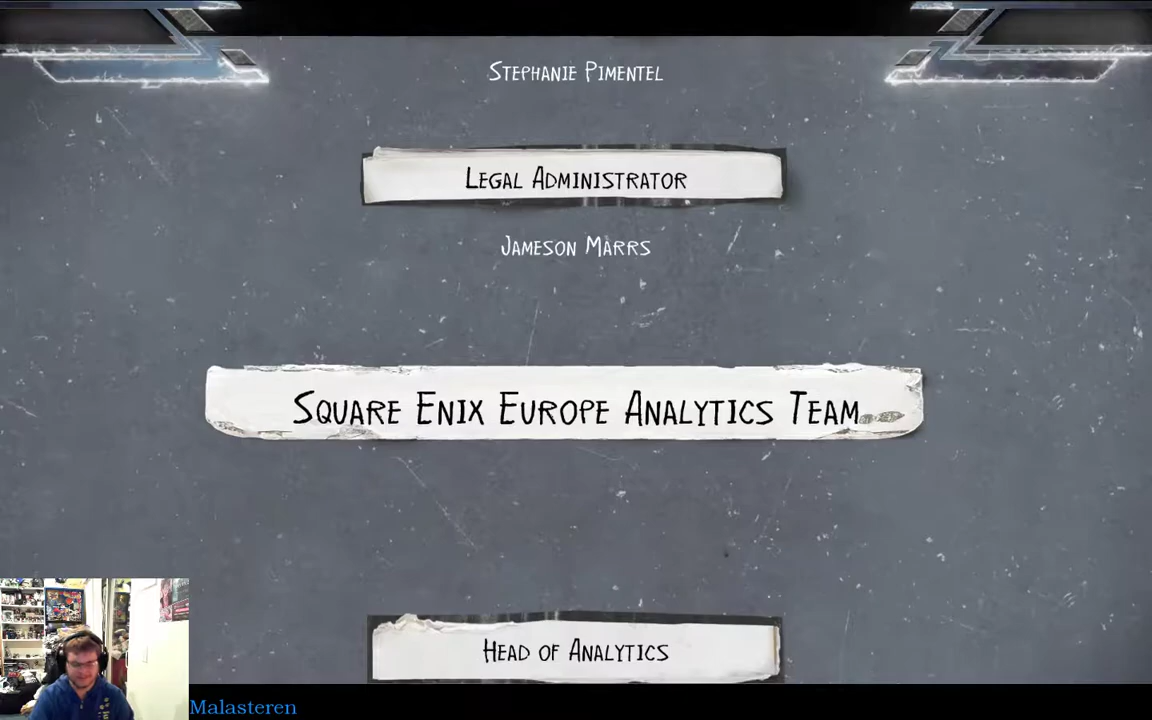 Stephanie Pimentel
Legal Administrator
Jameson Marrs
Square Enix Europe Analytics Team
Head of Analytics
Malasteren